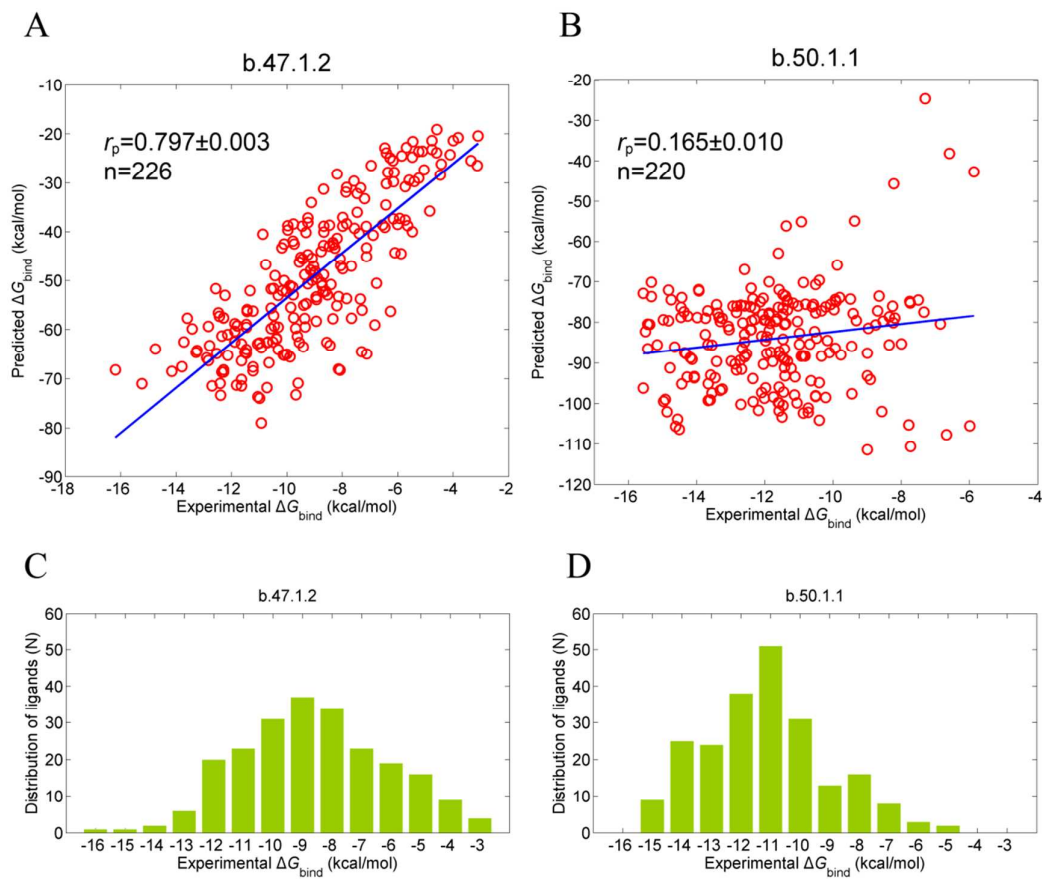 A
b.47.1.2
rp=0.797±0.003
n=226
-10
-20
-30
-40
-50
-60
-70
-80
-90
Predicted ΔGbind (kcal/mol)
-18 -16 -14 -12 -10 -8 -6 -4 -2
Experimental ΔGbind (kcal/mol)
B
b.50.1.1
rp=0.165±0.010
n=220
-20
-30
-40
-50
-60
-70
-80
-90
-100
-110
-120
Predicted ΔGbind (kcal/mol)
-16 -14 -12 -10 -8 -6 -4
Experimental ΔGbind (kcal/mol)
C
b.47.1.2
60
50
40
30
20
10
0
Distribution of ligands (N)
-16 -15 -14 -13 -12 -11 -10 -9 -8 -7 -6 -5 -4 -3
Experimental ΔGbind (kcal/mol)
D
b.50.1.1
60
50
40
30
20
10
0
Distribution of ligands (N)
-16 -15 -14 -13 -12 -11 -10 -9 -8 -7 -6 -5 -4 -3
Experimental ΔGbind (kcal/mol)